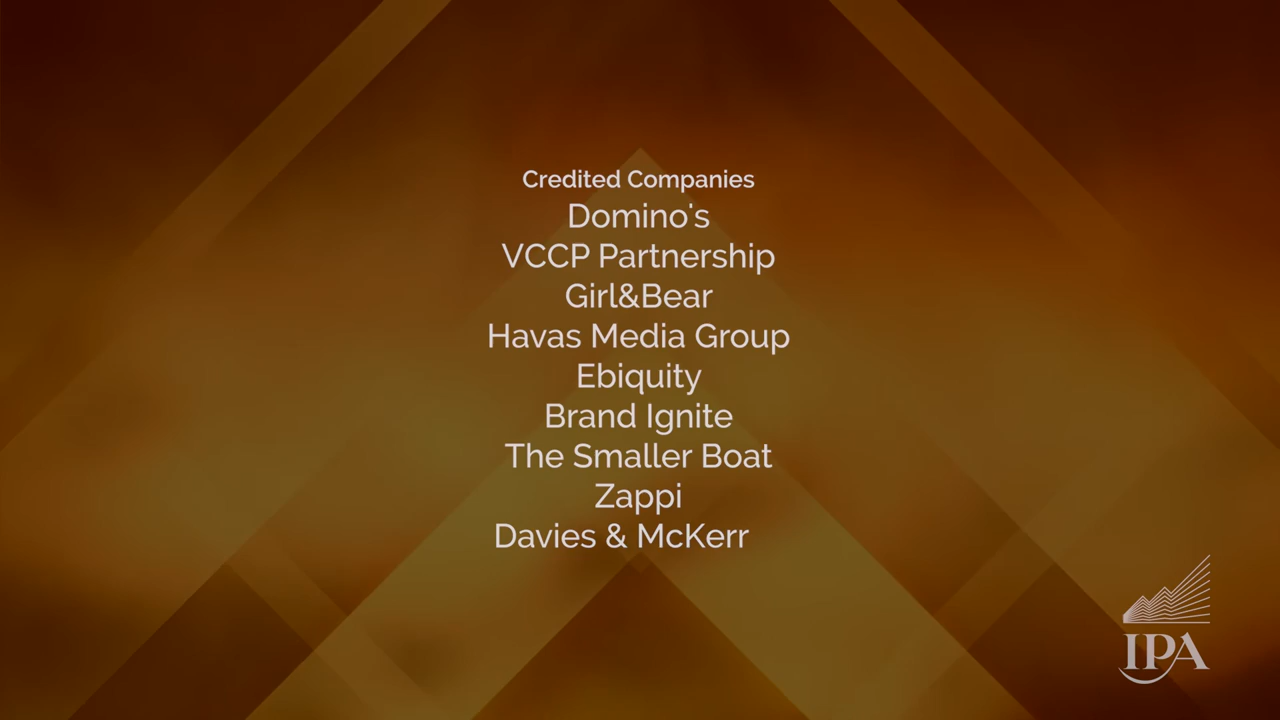 Credited Companies
Domino's
VCCP Partnership
Girl&Bear
Havas Media Group
Ebiquity
Brand Ignite
The Smaller Boat
Zappi
Davies & McKerr
IPA